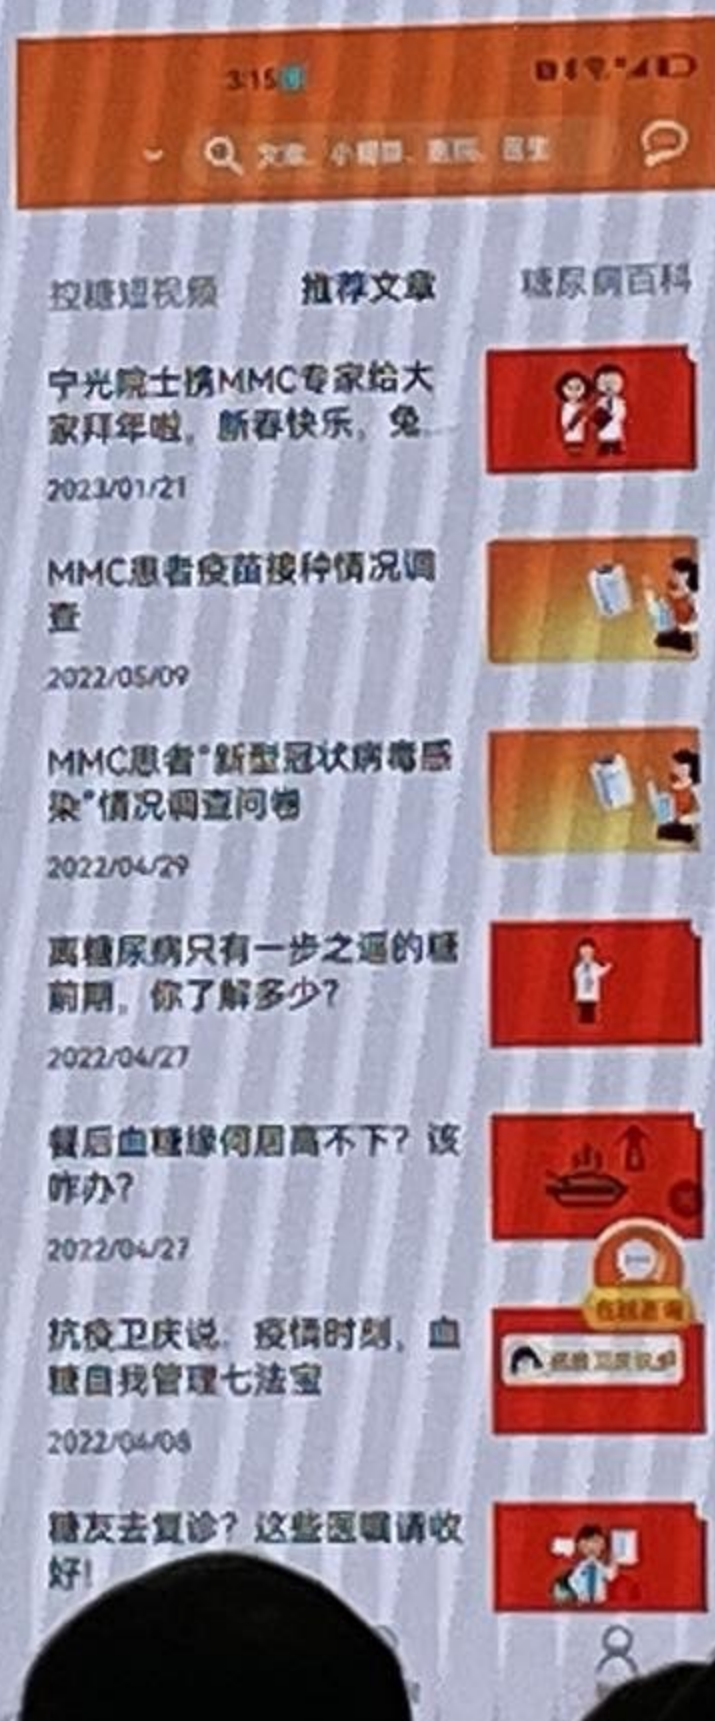 3:15
文章、小视频、医院、医生
控糖短视频 推荐文章 糖尿病百科
宁光院士携MMC专家给大
家拜年啦，新春快乐，兔...
2023/01/21
MMC患者疫苗接种情况调
查
2022/05/09
MMC患者“新型冠状病毒感
染”情况调查问卷
2022/04/29
离糖尿病只有一步之遥的糖
前期，你了解多少？
2022/04/27
餐后血糖缘何居高不下？该
咋办？
2022/04/27
在线咨询
抗疫卫庆说：疫情时刻，血
糖自我管理七法宝
2022/04/08
糖友去复诊？这些医嘱请收
好！